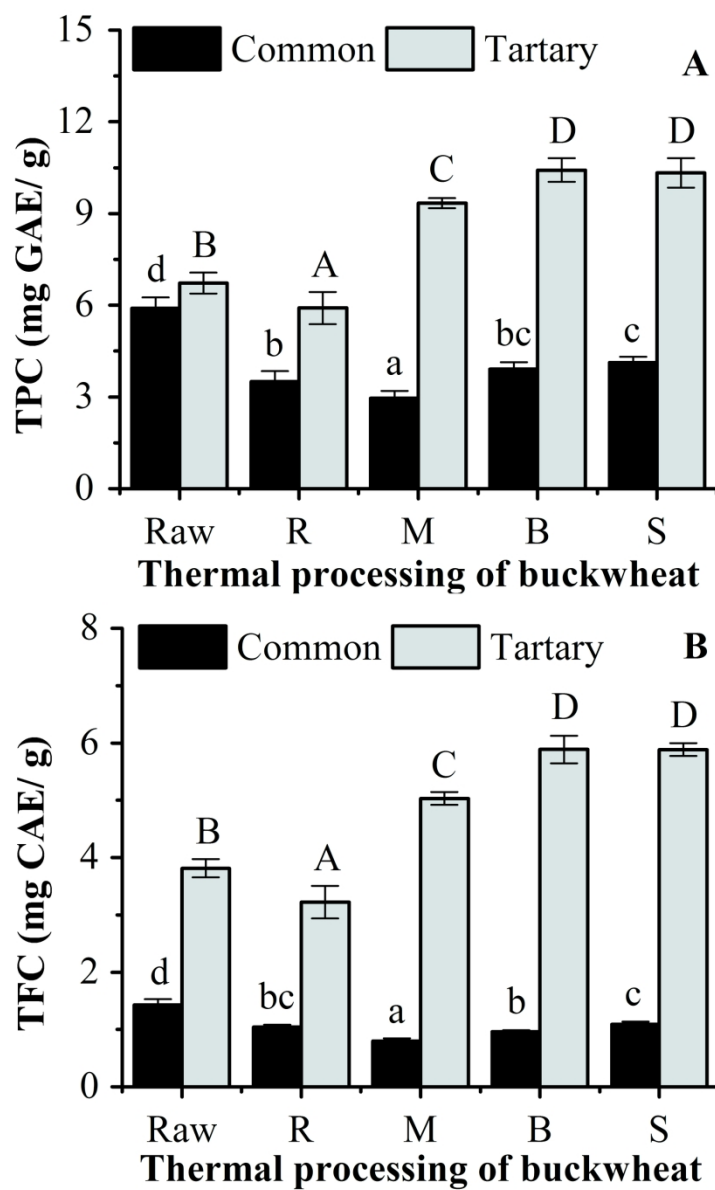 15
12
9
6
3
0
TPC (mg GAE/ g)
Common Tartary
A
d B
b A
a C
bc D
c D
Raw R M B S
Thermal processing of buckwheat
8
6
4
2
0
TFC (mg CAE/ g)
Common Tartary
B
d B
bc A
a C
b D
c D
Raw R M B S
Thermal processing of buckwheat